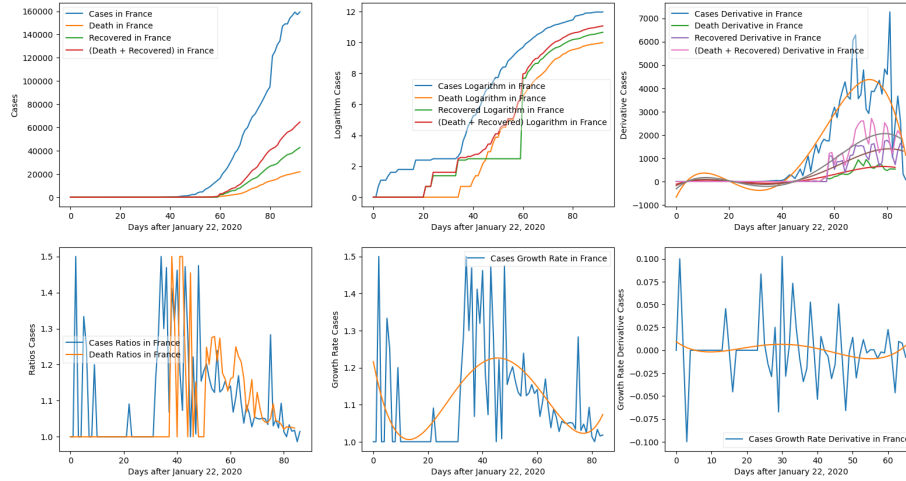 160000
140000
120000
100000
80000
60000
40000
20000
0
Cases
Cases in France
Death in France
Recovered in France
(Death + Recovered) in France
0 20 40 60 80
Days after January 22, 2020
12
10
8
6
4
2
0
Logarithm Cases
Cases Logarithm in France
Death Logarithm in France
Recovered Logarithm in France
(Death + Recovered) Logarithm in France
0 20 40 60 80
Days after January 22, 2020
7000
6000
5000
4000
3000
2000
1000
0
−1000
Derivative Cases
Cases Derivative in France
Death Derivative in France
Recovered Derivative in France
(Death + Recovered) Derivative in France
0 20 40 60 80
Days after January 22, 2020
1.5
1.4
1.3
1.2
1.1
1.0
Ratios Cases
Cases Ratios in France
Death Ratios in France
0 20 40 60 80
Days after January 22, 2020
1.5
1.4
1.3
1.2
1.1
1.0
Growth Rate Cases
Cases Growth Rate in France
0 10 20 30 40 50 60 70 80
Days after January 22, 2020
0.100
0.075
0.050
0.025
0.000
−0.025
−0.050
−0.075
−0.100
Growth Rate Derivative Cases
Cases Growth Rate Derivative in France
0 10 20 30 40 50 60
Days after January 22, 2020